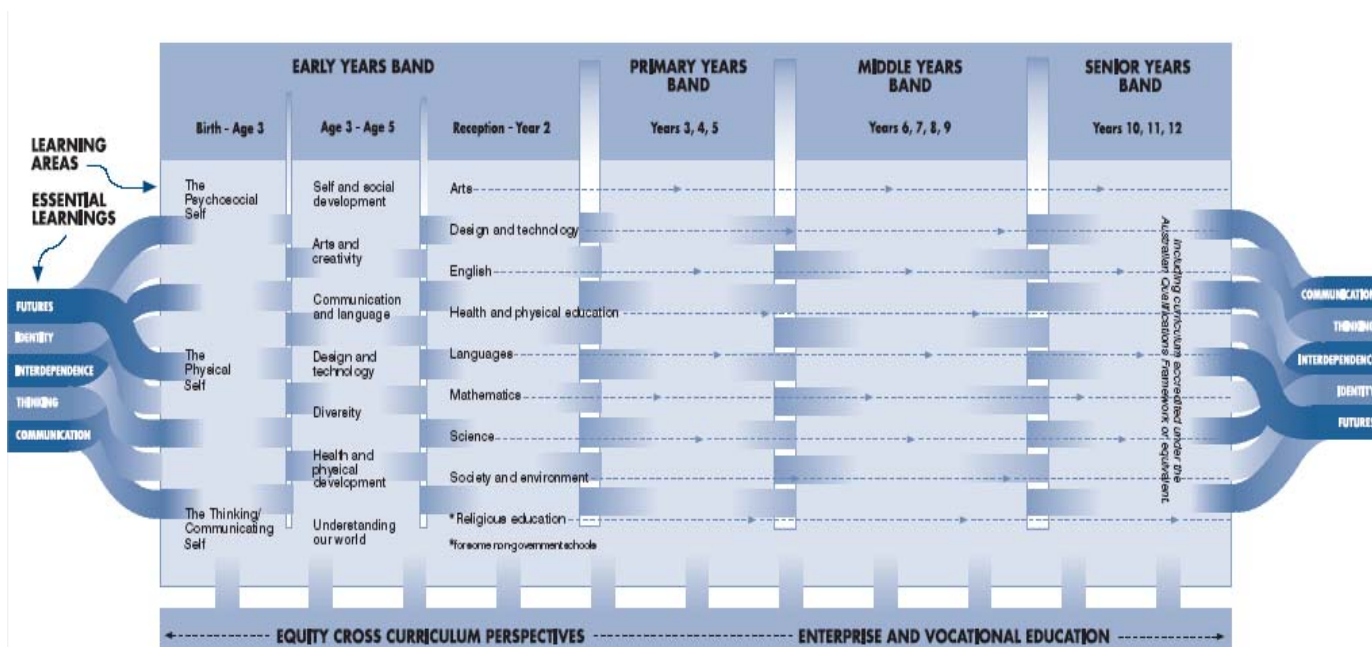 EARLY YEARS BAND
PRIMARY YEARS
BAND
MIDDLE YEARS
BAND
SENIOR YEARS
BAND
Birth - Age 3
Age 3 - Age 5
Reception - Year 2
Years 3, 4, 5
Years 6, 7, 8, 9
Years 10, 11, 12
LEARNING
AREAS
ESSENTIAL
LEARNINGS
FUTURES
IDENTITY
INTERDEPENDENCE
THINKING
COMMUNICATION
The
Psychosocial
Self
The
Physical
Self
The Thinking/
Communicating
Self
Self and social
development
Arts and
creativity
Communication
and language
Design and
technology
Diversity
Health and
physical
development
Understanding
our world
Arts
Design and technology
English
Health and physical education
Languages
Mathematics
Science
Society and environment
*Religious education
*for some non-government schools
including curriculum accredited under the
Australian Qualifications Framework or equivalent.
COMMUNICATION
THINKING
INTERDEPENDENCE
IDENTITY
FUTURES
EQUITY CROSS CURRICULUM PERSPECTIVES
ENTERPRISE AND VOCATIONAL EDUCATION